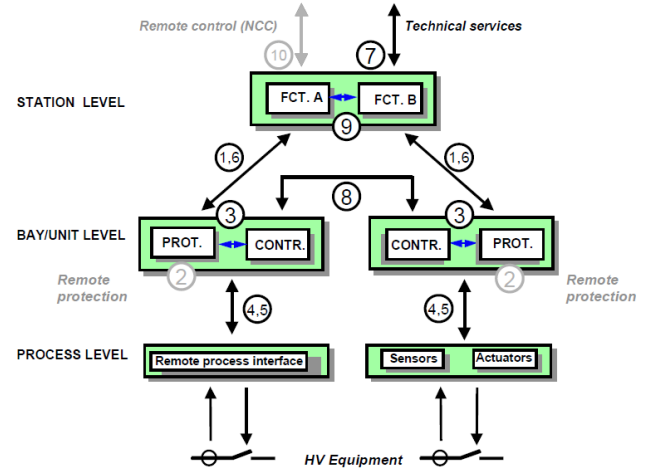 Remote control (NCC)
Technical services
10
7
FCT. A
FCT. B
STATION LEVEL
9
1,6
1,6
8
3
3
BAY/UNIT LEVEL
PROT.
CONTR.
CONTR.
PROT.
2
2
Remote
protection
Remote
protection
4,5
4,5
PROCESS LEVEL
Remote process interface
Sensors
Actuators
HV Equipment